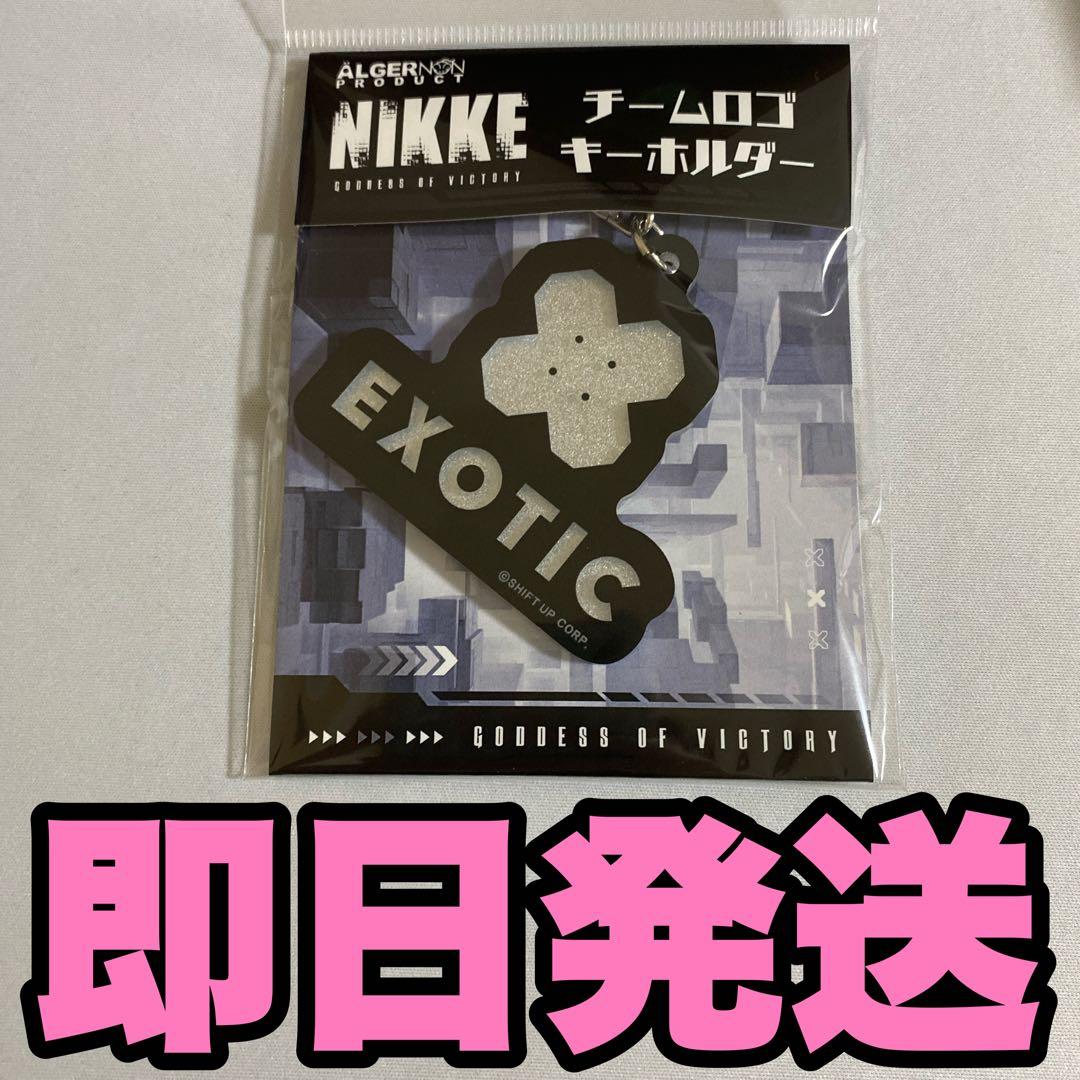 ÄLGERNON
PRODUCT
NIKKE
GODDESS OF VICTORY
チームロゴ
キーホルダー
EXOTIC
©SHIFT UP CORP.
GODDESS OF VICTORY
即日発送